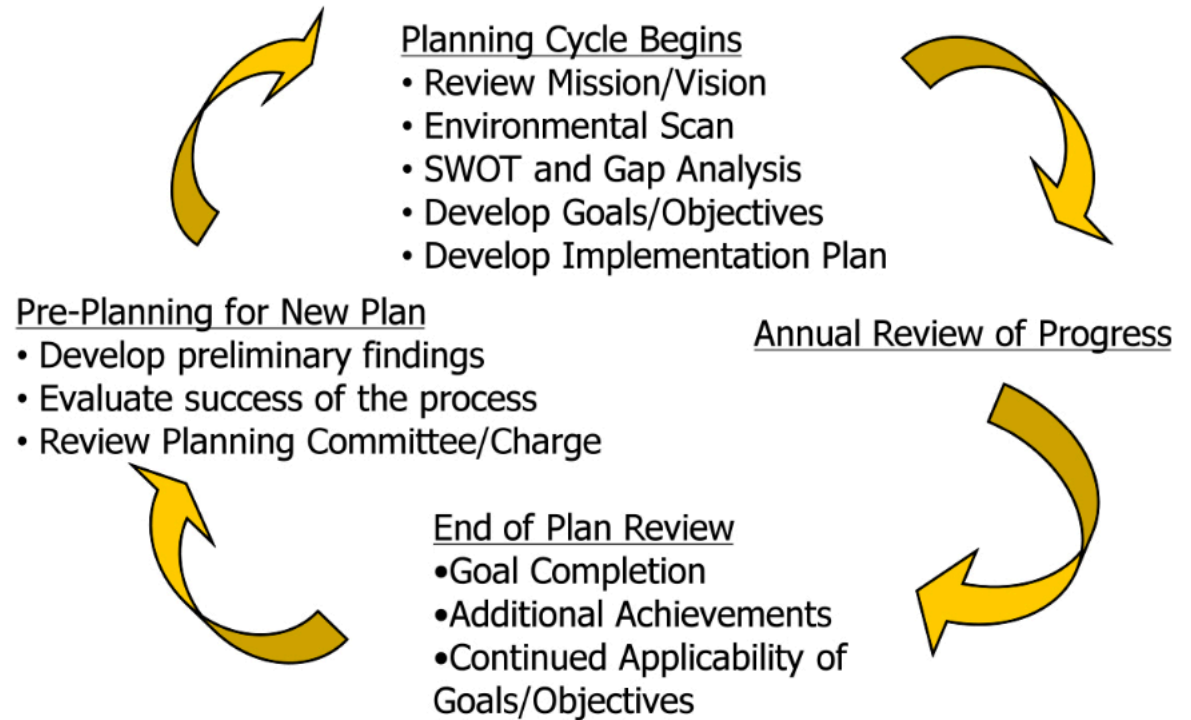 Planning Cycle Begins
• Review Mission/Vision
• Environmental Scan
• SWOT and Gap Analysis
• Develop Goals/Objectives
• Develop Implementation Plan
Pre-Planning for New Plan
• Develop preliminary findings
• Evaluate success of the process
• Review Planning Committee/Charge
Annual Review of Progress
End of Plan Review
•Goal Completion
•Additional Achievements
•Continued Applicability of
Goals/Objectives